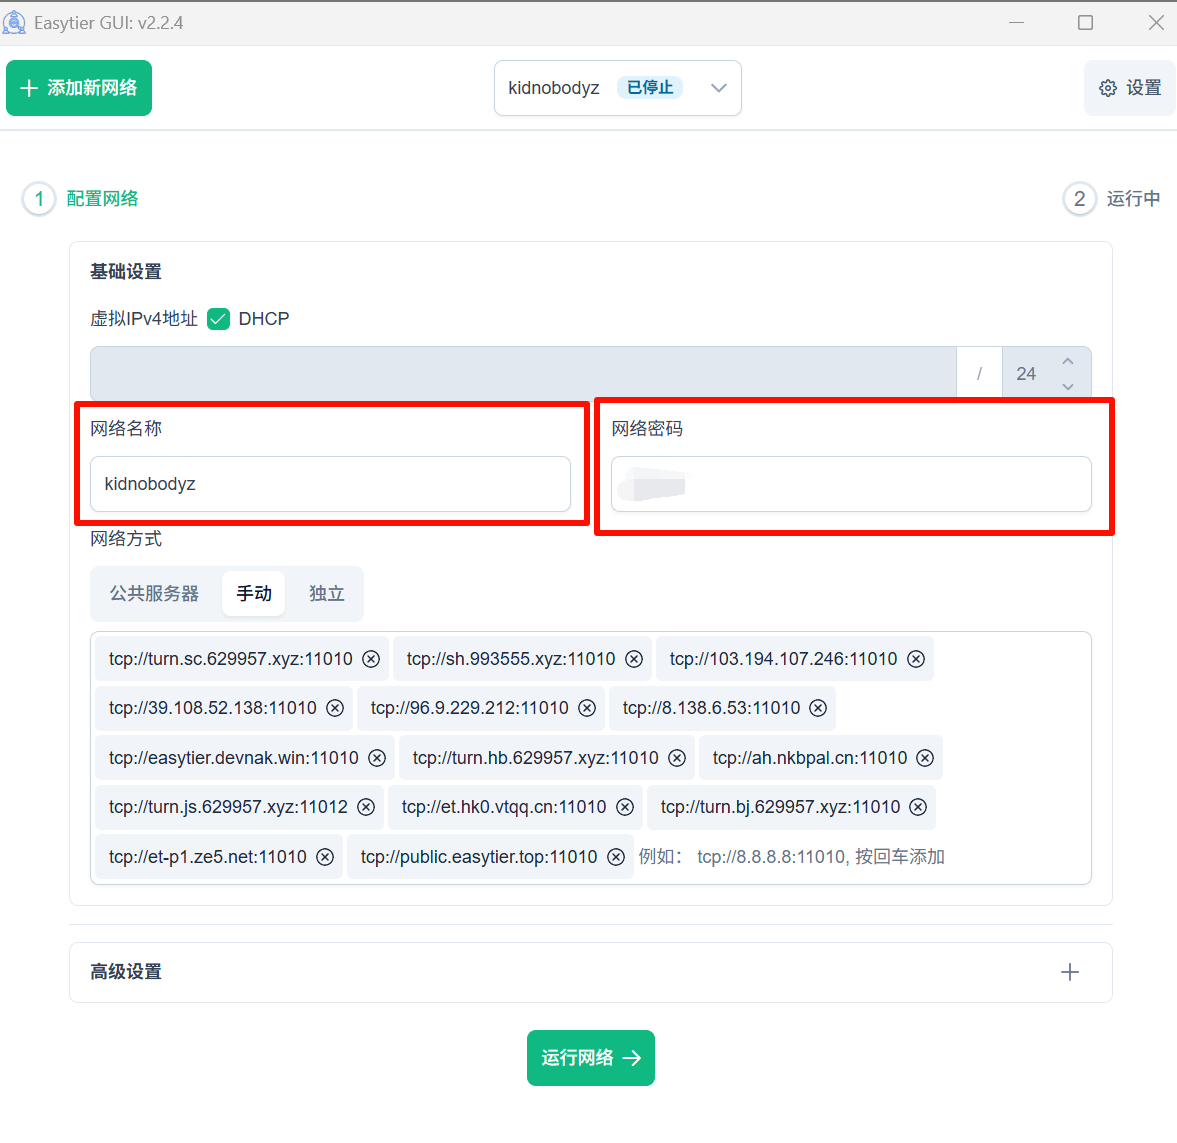 Easytier GUI: v2.2.4
添加新网络
kidnobodyz 已停止
设置
1 配置网络
2 运行中
基础设置
虚拟IPv4地址 DHCP
/ 24
网络名称
网络密码
kidnobodyz
网络方式
公共服务器 手动 独立
tcp://turn.sc.629957.xyz:11010 tcp://sh.993555.xyz:11010 tcp://103.194.107.246:11010
tcp://39.108.52.138:11010 tcp://96.9.229.212:11010 tcp://8.138.6.53:11010
tcp://easytier.devnak.win:11010 tcp://turn.hb.629957.xyz:11010 tcp://ah.nkbpal.cn:11010
tcp://turn.js.629957.xyz:11012 tcp://et.hk0.vtqq.cn:11010 tcp://turn.bj.629957.xyz:11010
tcp://et-p1.ze5.net:11010 tcp://public.easytier.top:11010 例如： tcp://8.8.8.8:11010, 按回车添加
高级设置
运行网络